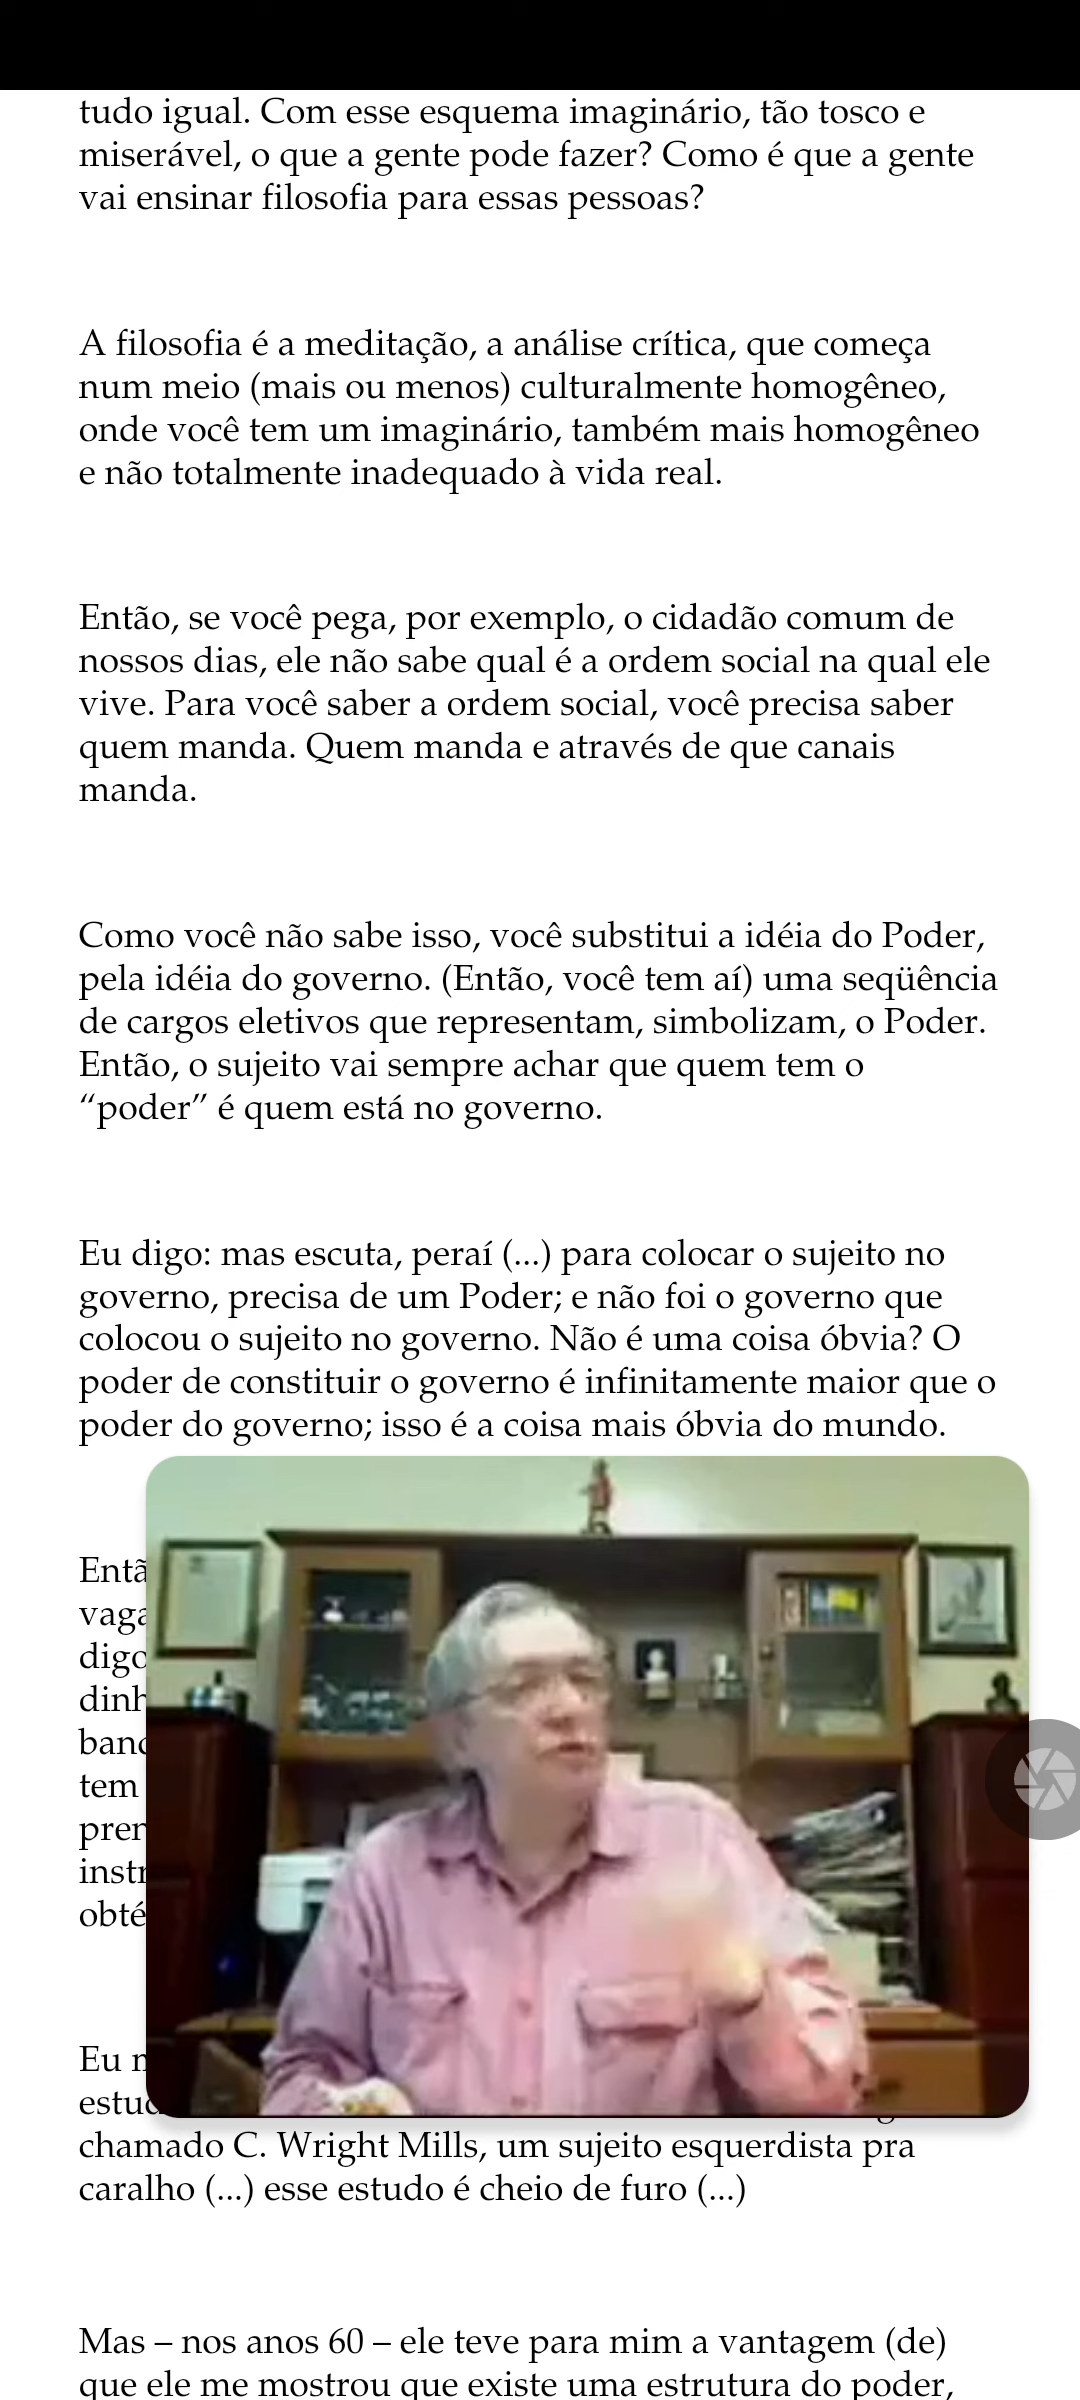 tudo igual. Com esse esquema imaginário, tão tosco e
miserável, o que a gente pode fazer? Como é que a gente
vai ensinar filosofia para essas pessoas?
A filosofia é a meditação, a análise crítica, que começa
num meio (mais ou menos) culturalmente homogêneo,
onde você tem um imaginário, também mais homogêneo
e não totalmente inadequado à vida real.
Então, se você pega, por exemplo, o cidadão comum de
nossos dias, ele não sabe qual é a ordem social na qual ele
vive. Para você saber a ordem social, você precisa saber
quem manda. Quem manda e através de que canais
manda.
Como você não sabe isso, você substitui a idéia do Poder,
pela idéia do governo. (Então, você tem aí) uma seqüência
de cargos eletivos que representam, simbolizam, o Poder.
Então, o sujeito vai sempre achar que quem tem o
“poder” é quem está no governo.
Eu digo: mas escuta, peraí (...) para colocar o sujeito no
governo, precisa de um Poder; e não foi o governo que
colocou o sujeito no governo. Não é uma coisa óbvia? O
poder de constituir o governo é infinitamente maior que o
poder do governo; isso é a coisa mais óbvia do mundo.
tem
Eu
chamado C. Wright Mills, um sujeito esquerdista pra
caralho (...) esse estudo é cheio de furo (...)
Mas – nos anos 60 – ele teve para mim a vantagem (de)
que ele me mostrou que existe uma estrutura do poder,